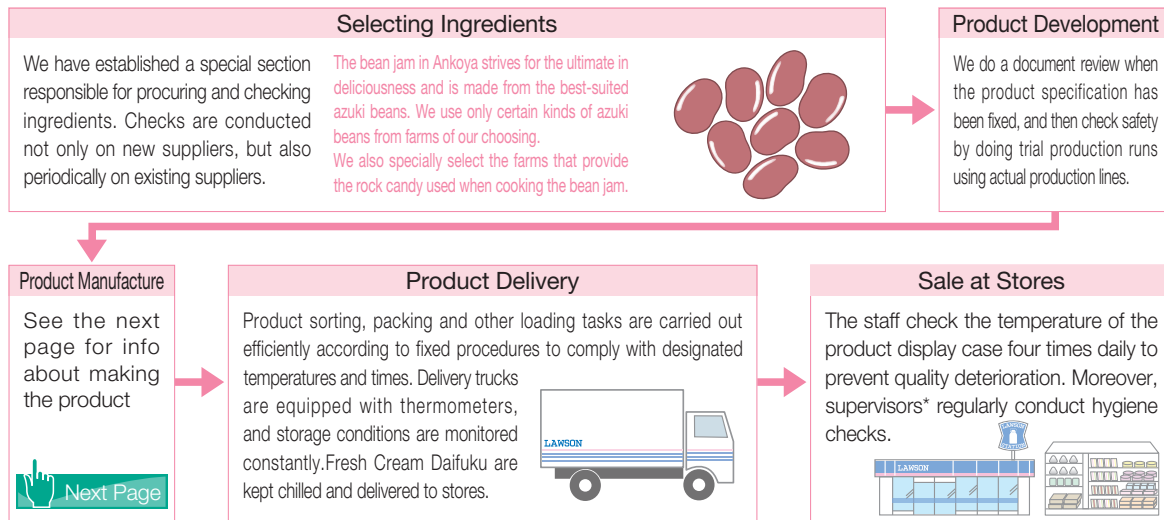 Selecting Ingredients
We have established a special section
responsible for procuring and checking
ingredients. Checks are conducted
not only on new suppliers, but also
periodically on existing suppliers.
The bean jam in Ankoya strives for the ultimate in
deliciousness and is made from the best-suited
azuki beans. We use only certain kinds of azuki
beans from farms of our choosing.
We also specially select the farms that provide
the rock candy used when cooking the bean jam.
Product Development
We do a document review when
the product specification has
been fixed, and then check safety
by doing trial production runs
using actual production lines.
Product Manufacture
See the next
page for info
about making
the product
Next Page
Product Delivery
Product sorting, packing and other loading tasks are carried out
efficiently according to fixed procedures to comply with designated
temperatures and times. Delivery trucks
are equipped with thermometers,
and storage conditions are monitored
constantly.Fresh Cream Daifuku are
kept chilled and delivered to stores.
LAWSON
Sale at Stores
The staff check the temperature of the
product display case four times daily to
prevent quality deterioration. Moreover,
supervisors* regularly conduct hygiene
checks.
LAWSON